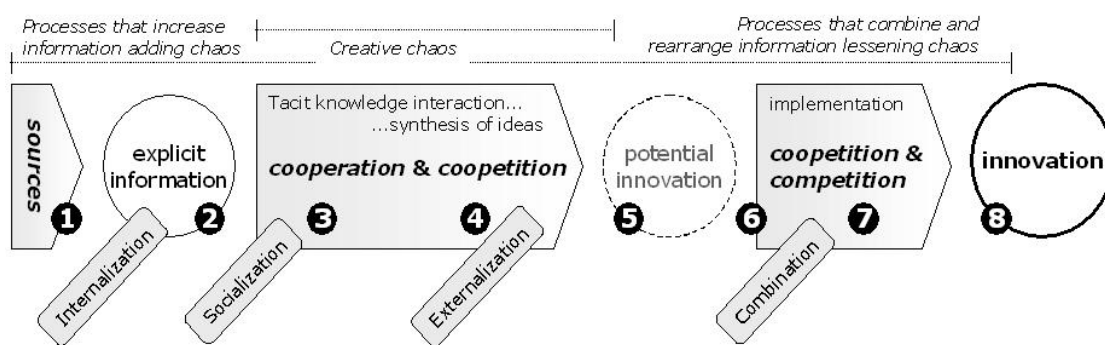 Processes that increase
information adding chaos
Creative chaos
Processes that combine and
rearrange information lessening chaos
sources
explicit
information
Tacit knowledge interaction...
...synthesis of ideas
cooperation & coopetition
potential
innovation
implementation
coopetition &
competition
innovation
1
2
3
4
5
6
7
8
Internalization
Socialization
Externalization
Combination